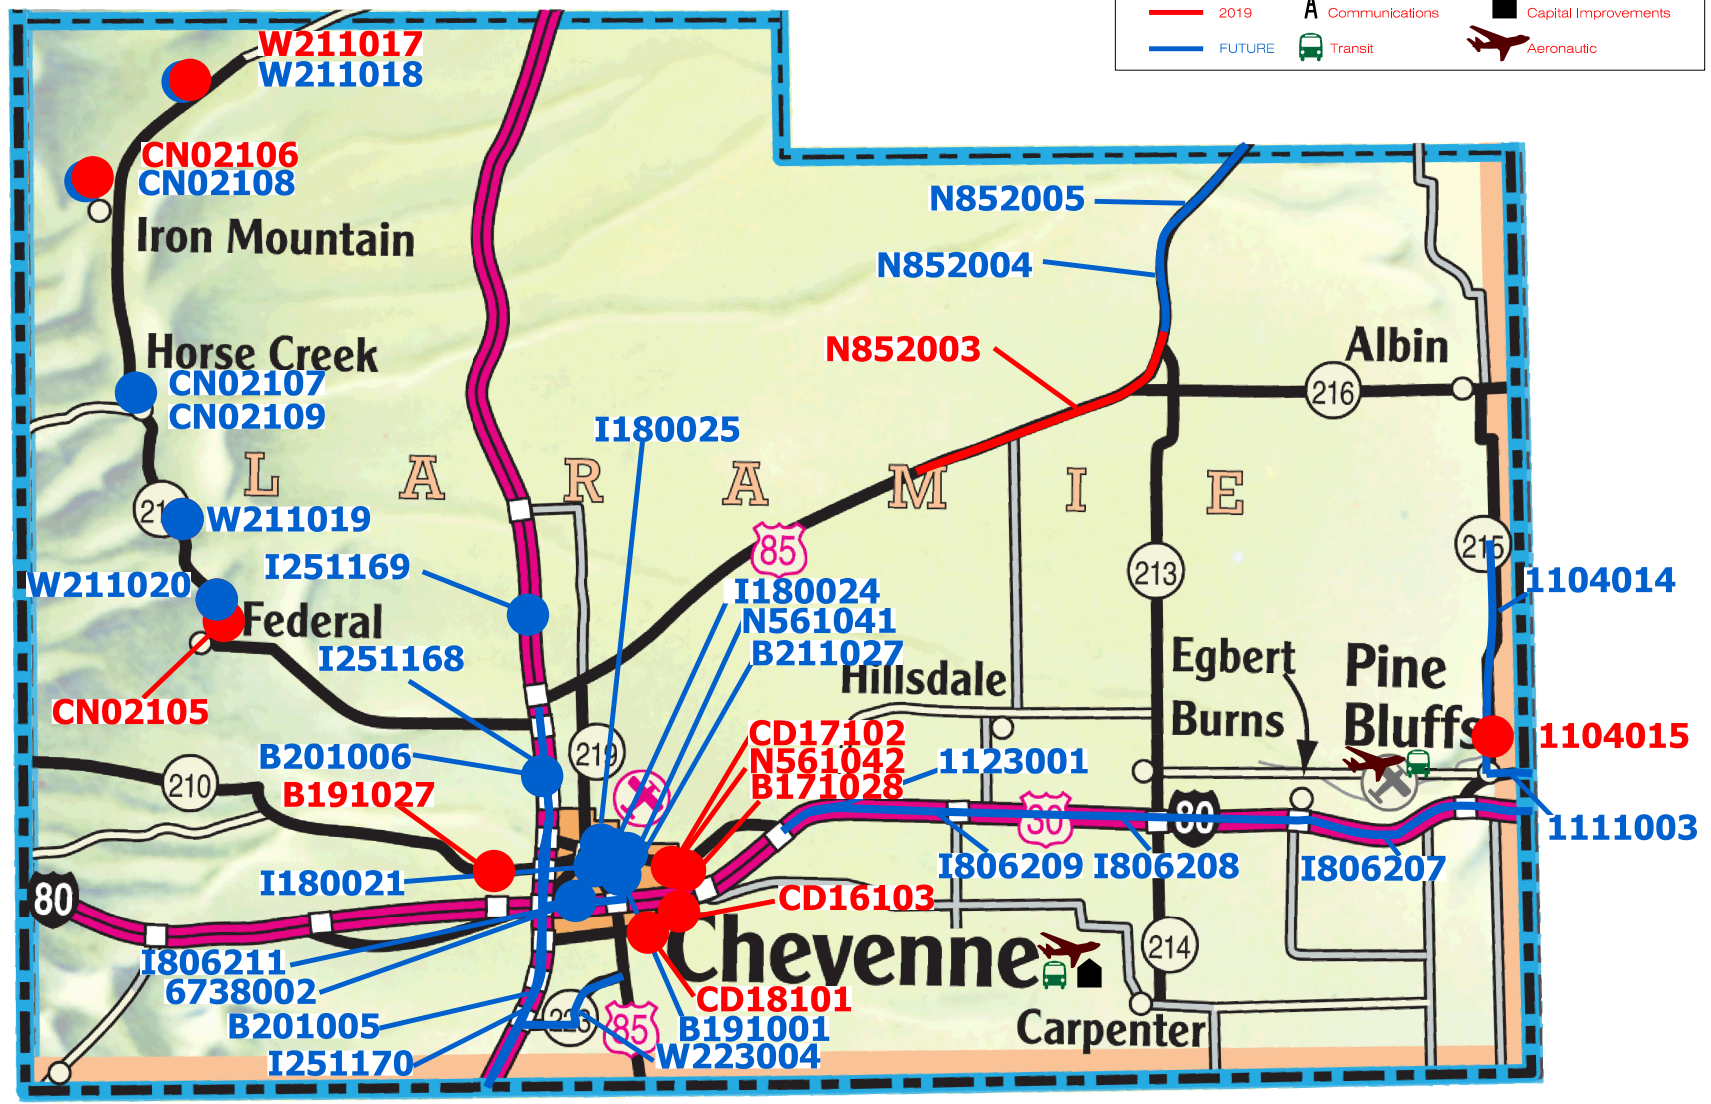 2019
Communications
Capital Improvements
FUTURE
Transit
Aeronautic
W211017
W211018
CN02106
CN02108
Iron Mountain
N852005
N852004
N852003
Albin
216
Horse Creek
CN02107
CN02109
I180025
L A R A M I E
W211019
85
213
215
I251169
W211020
Federal
I180024
N561041
B211027
1104014
I251168
Hillsdale
Egbert
Burns
Pine
Bluffs
CN02105
CD17102
N561042
B171028
1104015
219
B201006
1123001
210
B191027
30
80
1111003
I806209
I806208
I806207
I180021
80
CD16103
Cheyenne
214
I806211
6738002
CD18101
B201005
223
85
B191001
Carpenter
I251170
W223004